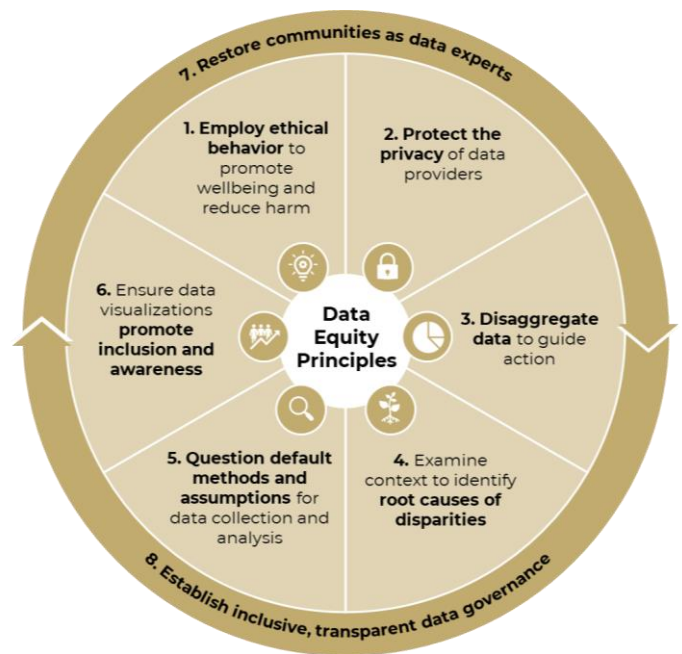 7. Restore communities as data experts
1. Employ ethical
behavior to
promote
wellbeing and
reduce harm
2. Protect the
privacy of data
providers
3. Disaggregate
data to guide
action
4. Examine
context to identify
root causes of
disparities
5. Question default
methods and
assumptions for
data collection and
analysis
6. Ensure data
visualizations
promote
inclusion and
awareness
Data
Equity
Principles
8. Establish inclusive, transparent data governance